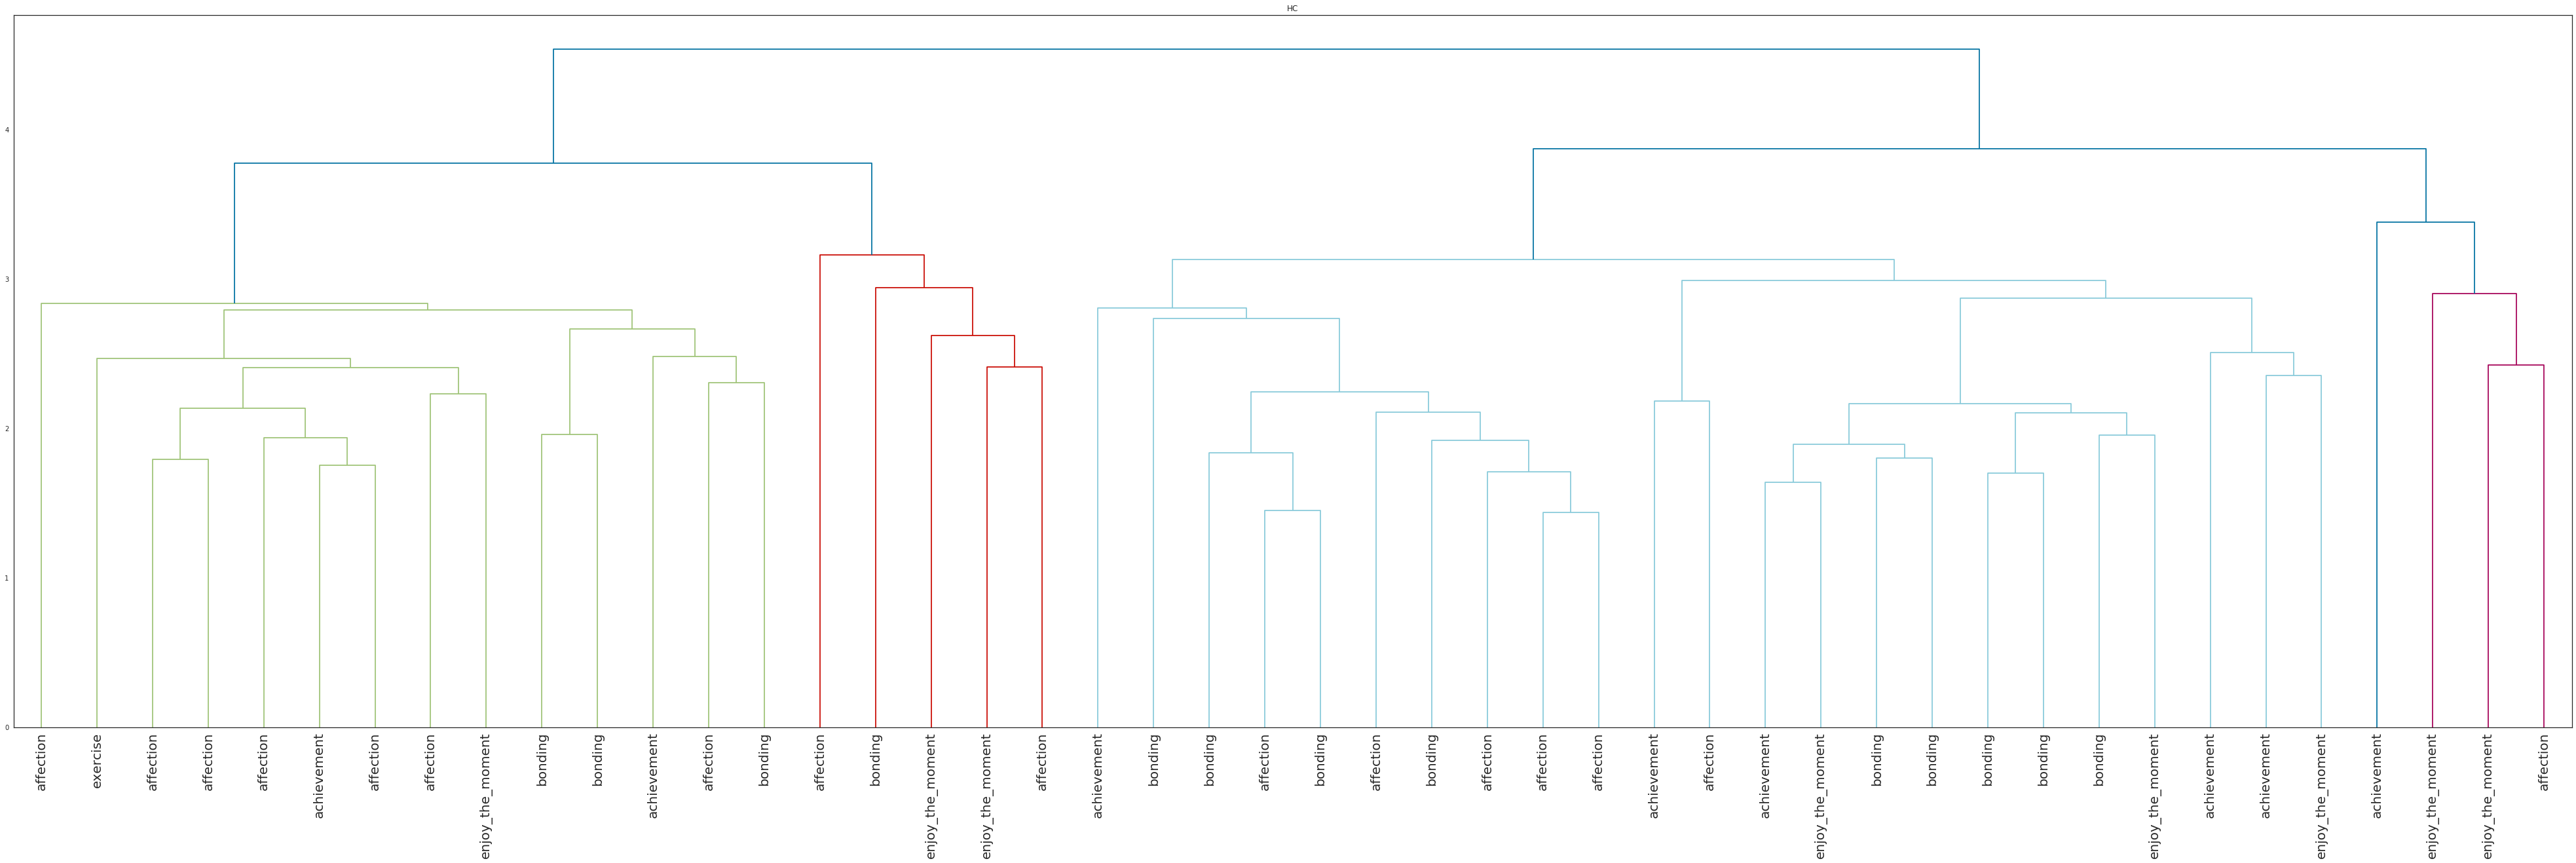 HC
4
3
2
1
0
affection
exercise
affection
affection
affection
achievement
affection
affection
enjoy_the_moment
bonding
bonding
achievement
affection
bonding
affection
bonding
enjoy_the_moment
enjoy_the_moment
affection
achievement
bonding
bonding
affection
bonding
affection
bonding
affection
affection
affection
achievement
affection
achievement
enjoy_the_moment
bonding
bonding
bonding
bonding
bonding
enjoy_the_moment
achievement
achievement
enjoy_the_moment
achievement
enjoy_the_moment
enjoy_the_moment
affection